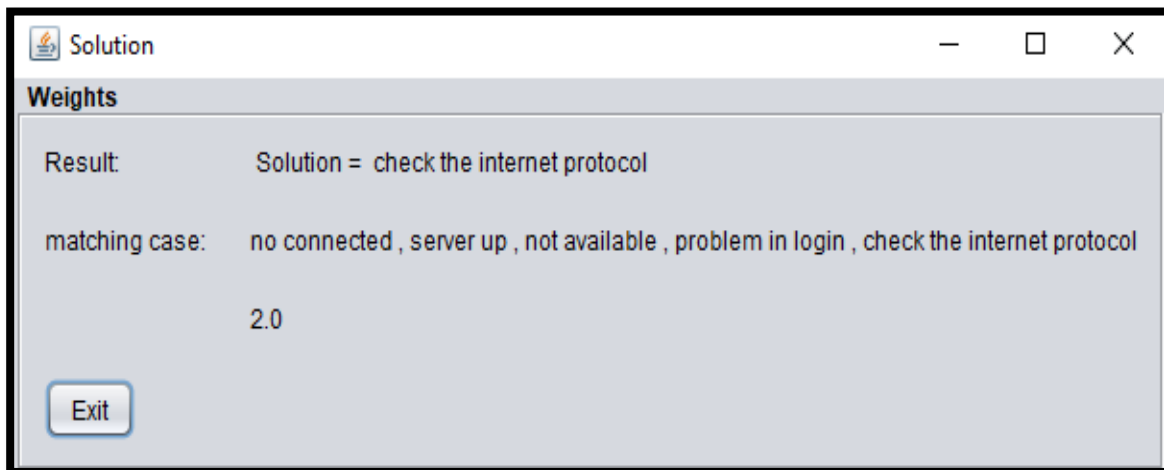 Solution
Weights
Result: Solution = check the internet protocol
matching case: no connected , server up , not available , problem in login , check the internet protocol
2.0
Exit